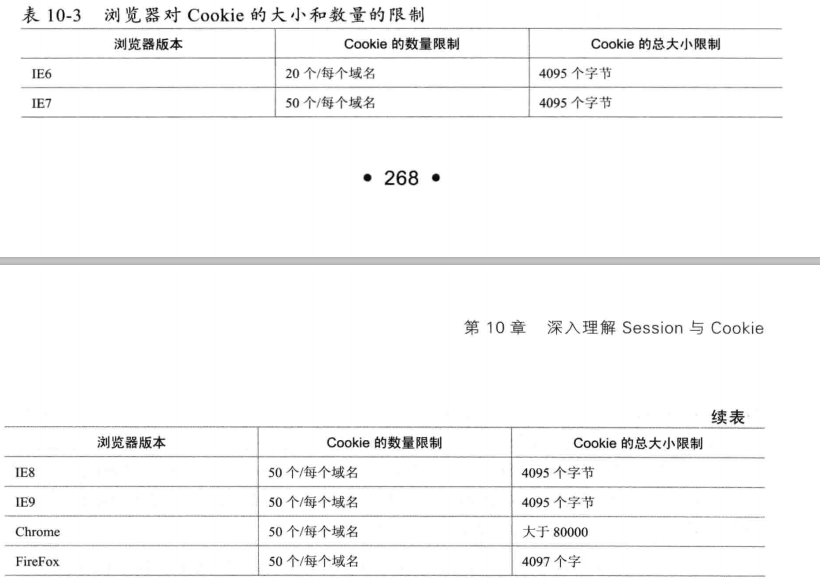 表 10-3 浏览器对 Cookie 的大小和数量的限制
浏览器版本 Cookie 的数量限制 Cookie 的总大小限制
IE6 20 个/每个域名 4095 个字节
IE7 50 个/每个域名 4095 个字节
• 268 •
第 10 章 深入理解 Session 与 Cookie
续表
浏览器版本 Cookie 的数量限制 Cookie 的总大小限制
IE8 50 个/每个域名 4095 个字节
IE9 50 个/每个域名 4095 个字节
Chrome 50 个/每个域名 大于 80000
FireFox 50 个/每个域名 4097 个字